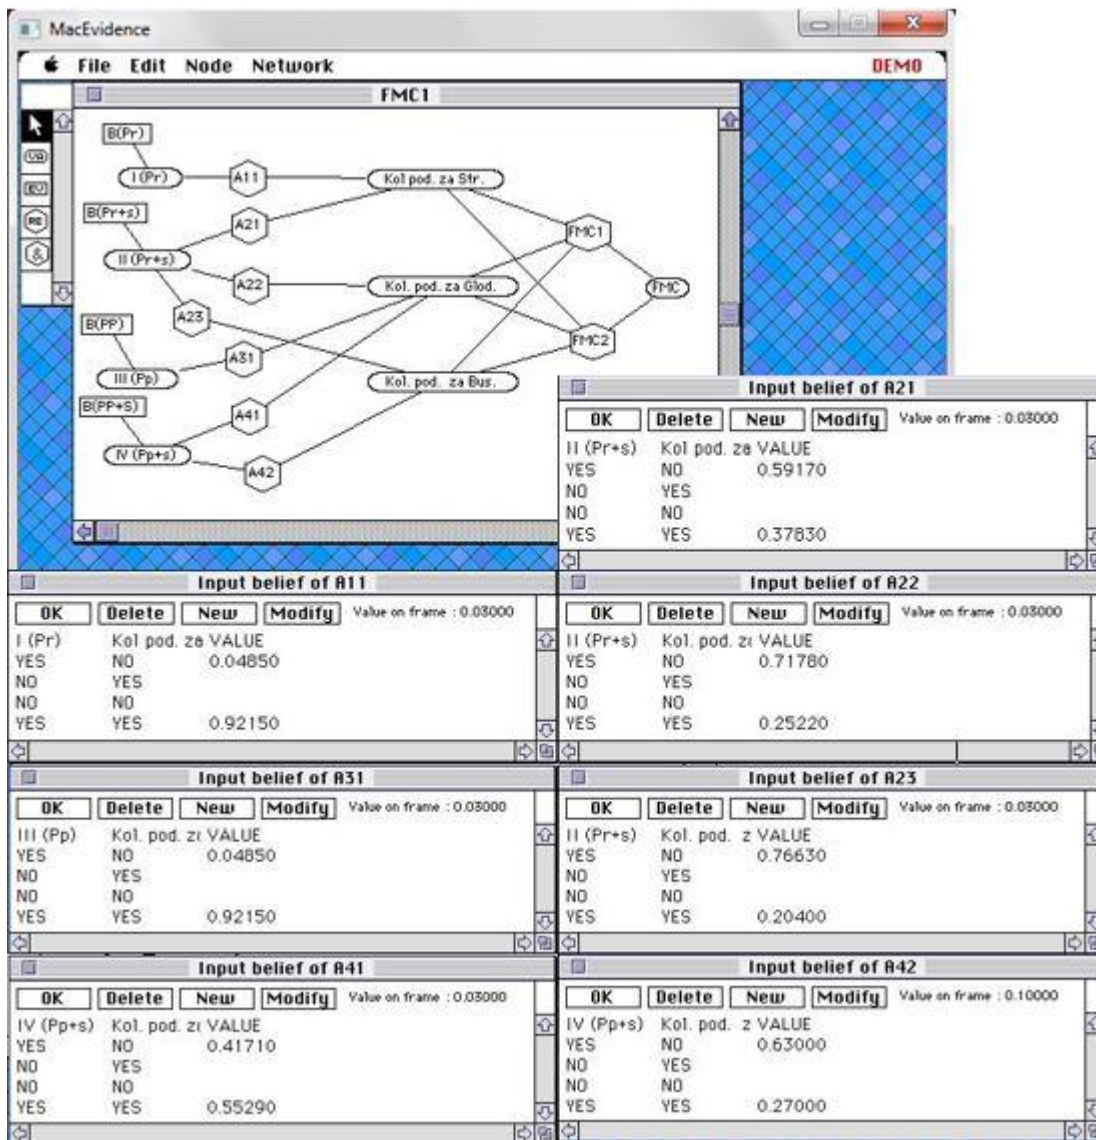 MacEvidence
File Edit Node Network DEMO
FMC1
B(Pr)
I(Pr)
A11
Kol pod. za Str.
B(Pr+s)
A21
FMC1
II (Pr+s)
A22
Kol. pod. za Glod.
FMC
A23
B(PP)
A31
FMC2
III (Pp)
Kol. pod. za Bus.
B(PP+S)
A41
IV (Pp+s)
A42
VA
EV
RE
&
Input belief of A21
OK Delete New Modify Value on frame : 0.03000
II (Pr+s) Kol pod. za VALUE
YES NO 0.59170
NO YES
NO NO
YES YES 0.37830
Input belief of A11
OK Delete New Modify Value on frame : 0.03000
I (Pr) Kol pod. za VALUE
YES NO 0.04850
NO YES
NO NO
YES YES 0.92150
Input belief of A22
OK Delete New Modify Value on frame : 0.03000
II (Pr+s) Kol. pod. zi VALUE
YES NO 0.71780
NO YES
NO NO
YES YES 0.25220
Input belief of A31
OK Delete New Modify Value on frame : 0.03000
III (Pp) Kol. pod. zi VALUE
YES NO 0.04850
NO YES
NO NO
YES YES 0.92150
Input belief of A23
OK Delete New Modify Value on frame : 0.03000
II (Pr+s) Kol. pod. z VALUE
YES NO 0.76630
NO YES
NO NO
YES YES 0.20400
Input belief of A41
OK Delete New Modify Value on frame : 0.03000
IV (Pp+s) Kol. pod. zi VALUE
YES NO 0.41710
NO YES
NO NO
YES YES 0.55290
Input belief of A42
OK Delete New Modify Value on frame : 0.10000
IV (Pp+s) Kol. pod. z VALUE
YES NO 0.63000
NO YES
NO NO
YES YES 0.27000